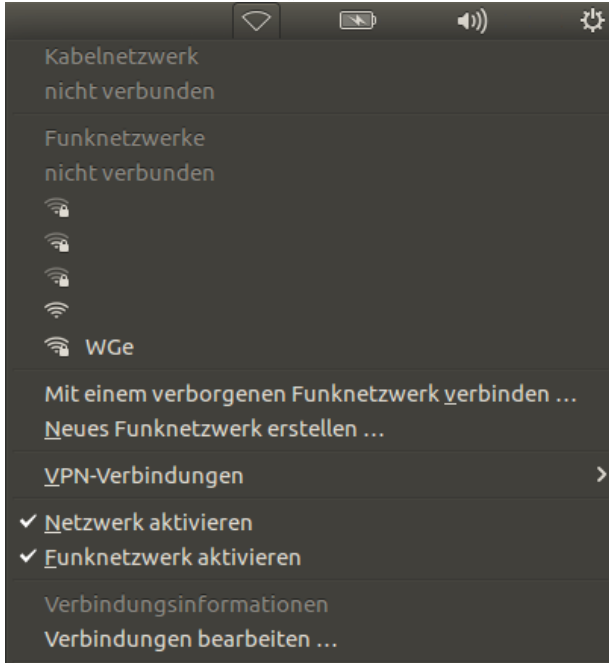 Kabelnetzwerk
nicht verbunden
Funknetzwerke
nicht verbunden
WGe
Mit einem verborgenen Funknetzwerk verbinden …
Neues Funknetzwerk erstellen …
VPN-Verbindungen
Netzwerk aktivieren
Funknetzwerk aktivieren
Verbindungsinformationen
Verbindungen bearbeiten …